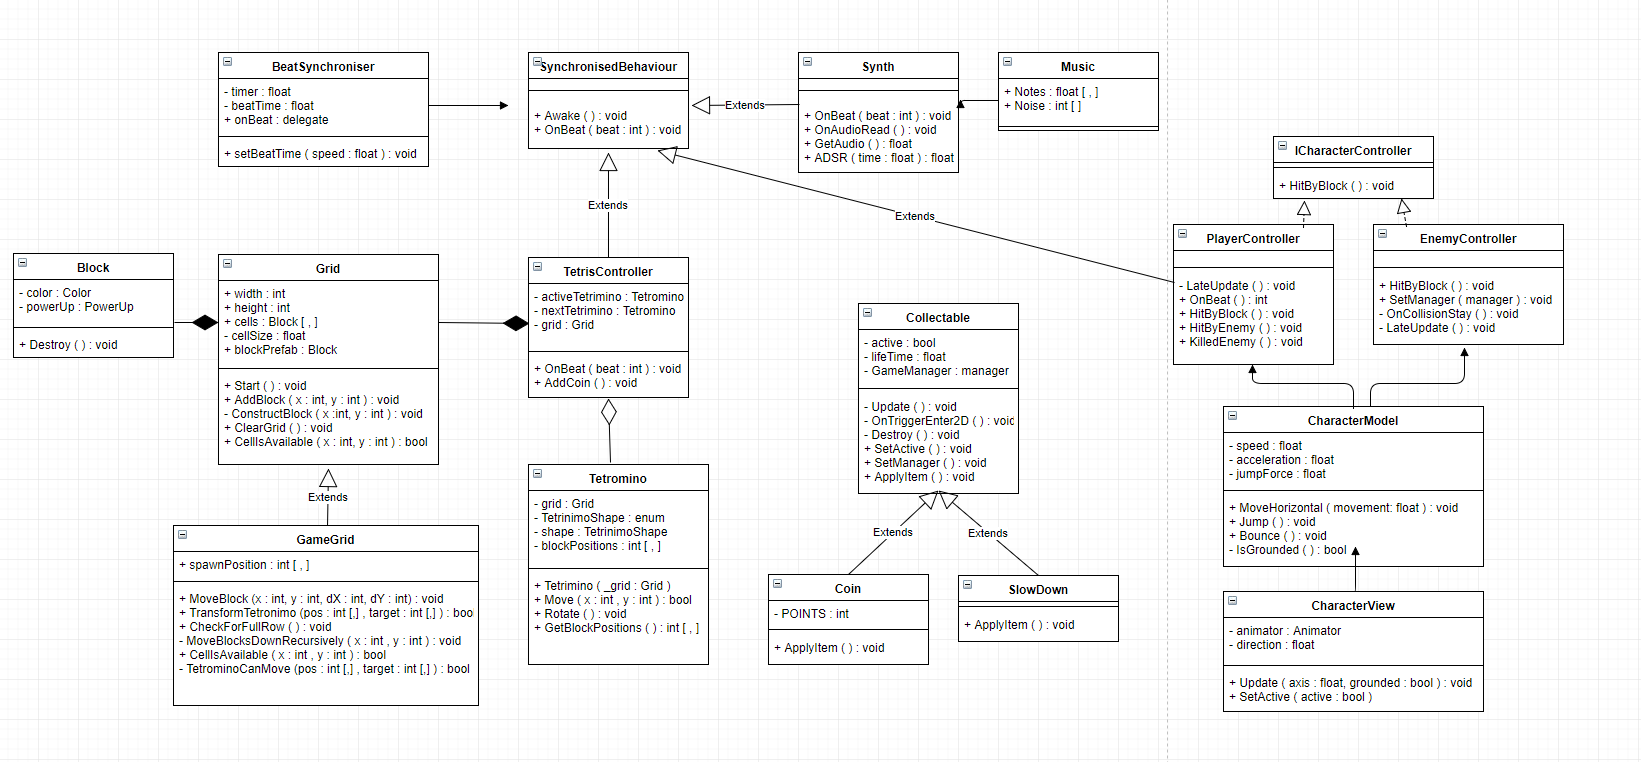 BeatSynchroniser
- timer : float
- beatTime : float
+ onBeat : delegate
+ setBeatTime ( speed : float ) : void
SynchronisedBehaviour
+ Awake ( ) : void
+ OnBeat ( beat : int ) : void
Extends
Synth
+ OnBeat ( beat : int ) : void
+ OnAudioRead ( ) : void
+ GetAudio ( ) : float
+ ADSR ( time : float ) : float
Music
+ Notes : float [ , ]
+ Noise : int [ ]
ICharacterController
+ HitByBlock ( ) : void
Extends
Extends
PlayerController
- LateUpdate ( ) : void
+ OnBeat ( ) : int
+ HitByBlock ( ) : void
+ HitByEnemy ( ) : void
+ KilledEnemy ( ) : void
EnemyController
+ HitByBlock ( ) : void
+ SetManager ( manager ) : void
- OnCollisionStay ( ) : void
- LateUpdate ( ) : void
Block
- color : Color
- powerUp : PowerUp
+ Destroy ( ) : void
Grid
+ width : int
+ height : int
+ cells : Block [ , ]
- cellSize : float
+ blockPrefab : Block
+ Start ( ) : void
+ AddBlock ( x : int, y : int ) : void
- ConstructBlock ( x :int, y : int ) : void
+ ClearGrid ( ) : void
+ CellIsAvailable ( x : int, y : int ) : bool
TetrisController
- activeTetrimino : Tetromino
- nextTetrimino : Tetromino
- grid : Grid
+ OnBeat ( beat : int ) : void
+ AddCoin ( ) : void
Collectable
- active : bool
- lifeTime : float
- GameManager : manager
- Update ( ) : void
- OnTriggerEnter2D ( ) : void
- Destroy ( ) : void
+ SetActive ( ) : void
+ SetManager ( ) : void
+ ApplyItem ( ) : void
CharacterModel
- speed : float
- acceleration : float
- jumpForce : float
+ MoveHorizontal ( movement: float ) : void
+ Jump ( ) : void
+ Bounce ( ) : void
- IsGrounded ( ) : bool
Extends
GameGrid
+ spawnPosition : int [ , ]
+ MoveBlock (x : int, y : int, dX : int, dY : int) : void
+ TransformTetronimo (pos : int [,] , target : int [,] ) : bool
+ CheckForFullRow ( ) : void
- MoveBlocksDownRecursively ( x : int , y : int ) : void
+ CellIsAvailable ( x : int , y : int ) : bool
- TetrominoCanMove (pos : int [,] , target : int [,] ) : bool
Tetromino
- grid : Grid
- TetrinimoShape : enum
- shape : TetrinimoShape
- blockPositions : int [ , ]
+ Tetrimino ( _grid : Grid )
+ Move ( x : int , y : int ) : bool
+ Rotate ( ) : void
+ GetBlockPositions ( ) : int [ , ]
Extends
Extends
Coin
- POINTS : int
+ ApplyItem ( ) : void
SlowDown
+ ApplyItem ( ) : void
CharacterView
- animator : Animator
- direction : float
+ Update ( axis : float, grounded : bool ) : void
+ SetActive ( active : bool )